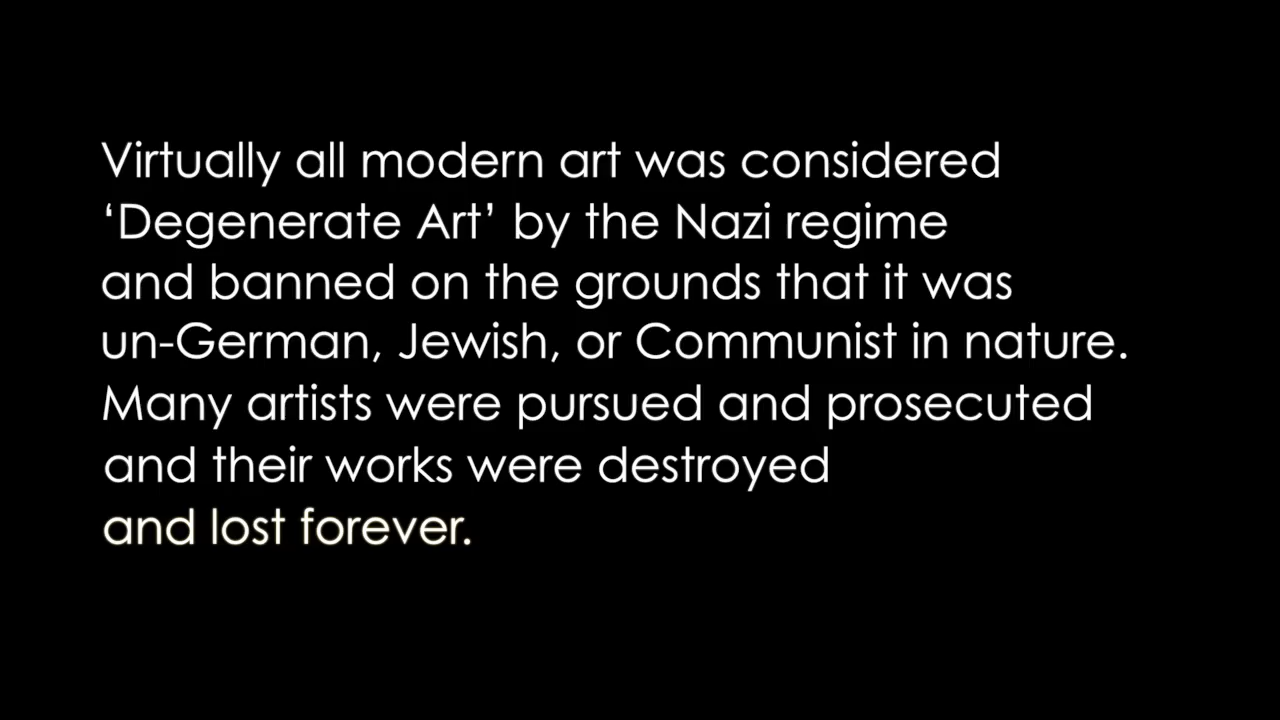 Virtually all modern art was considered
‘Degenerate Art’ by the Nazi regime
and banned on the grounds that it was
un-German, Jewish, or Communist in nature.
Many artists were pursued and prosecuted
and their works were destroyed
and lost forever.